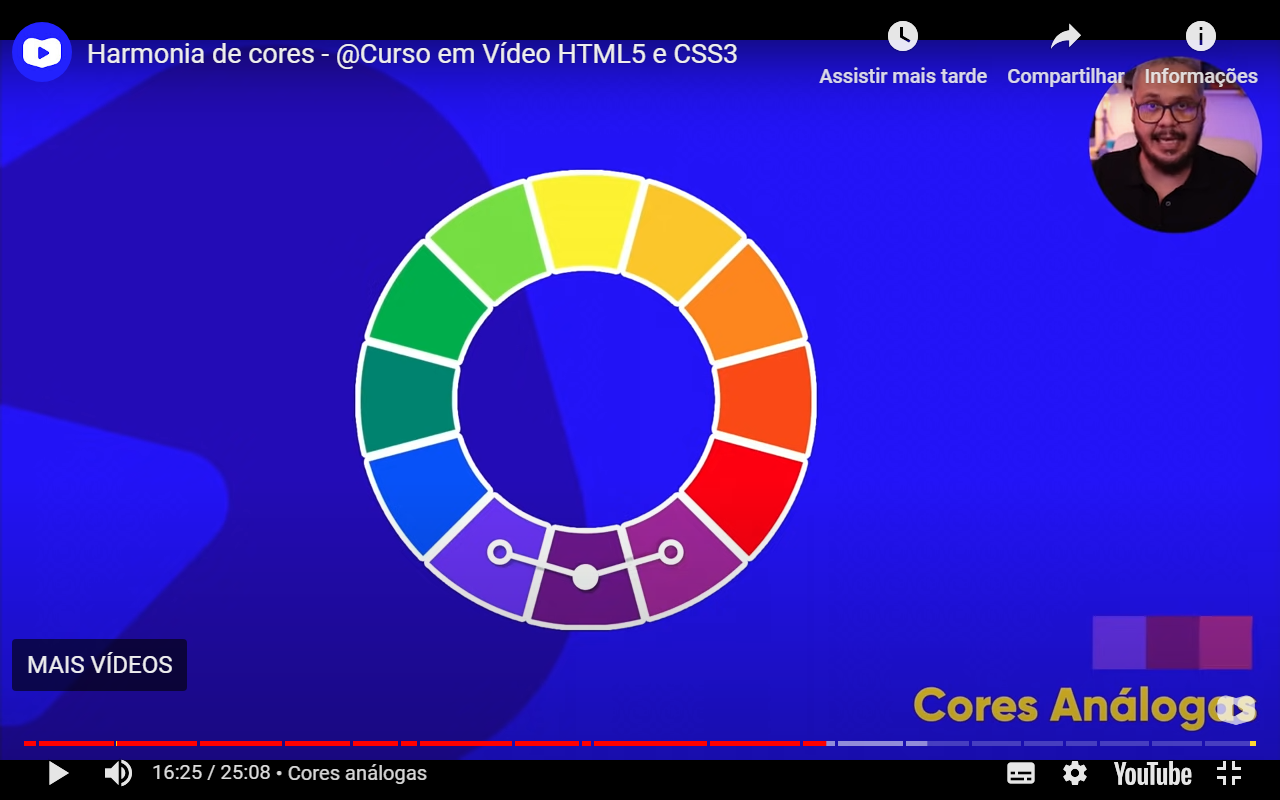 Harmonia de cores - @Curso em Vídeo HTML5 e CSS3
Assistir mais tarde
Compartilhar
Informações
MAIS VÍDEOS
Cores Análogas
16:25 / 25:08 • Cores análogas
YouTube